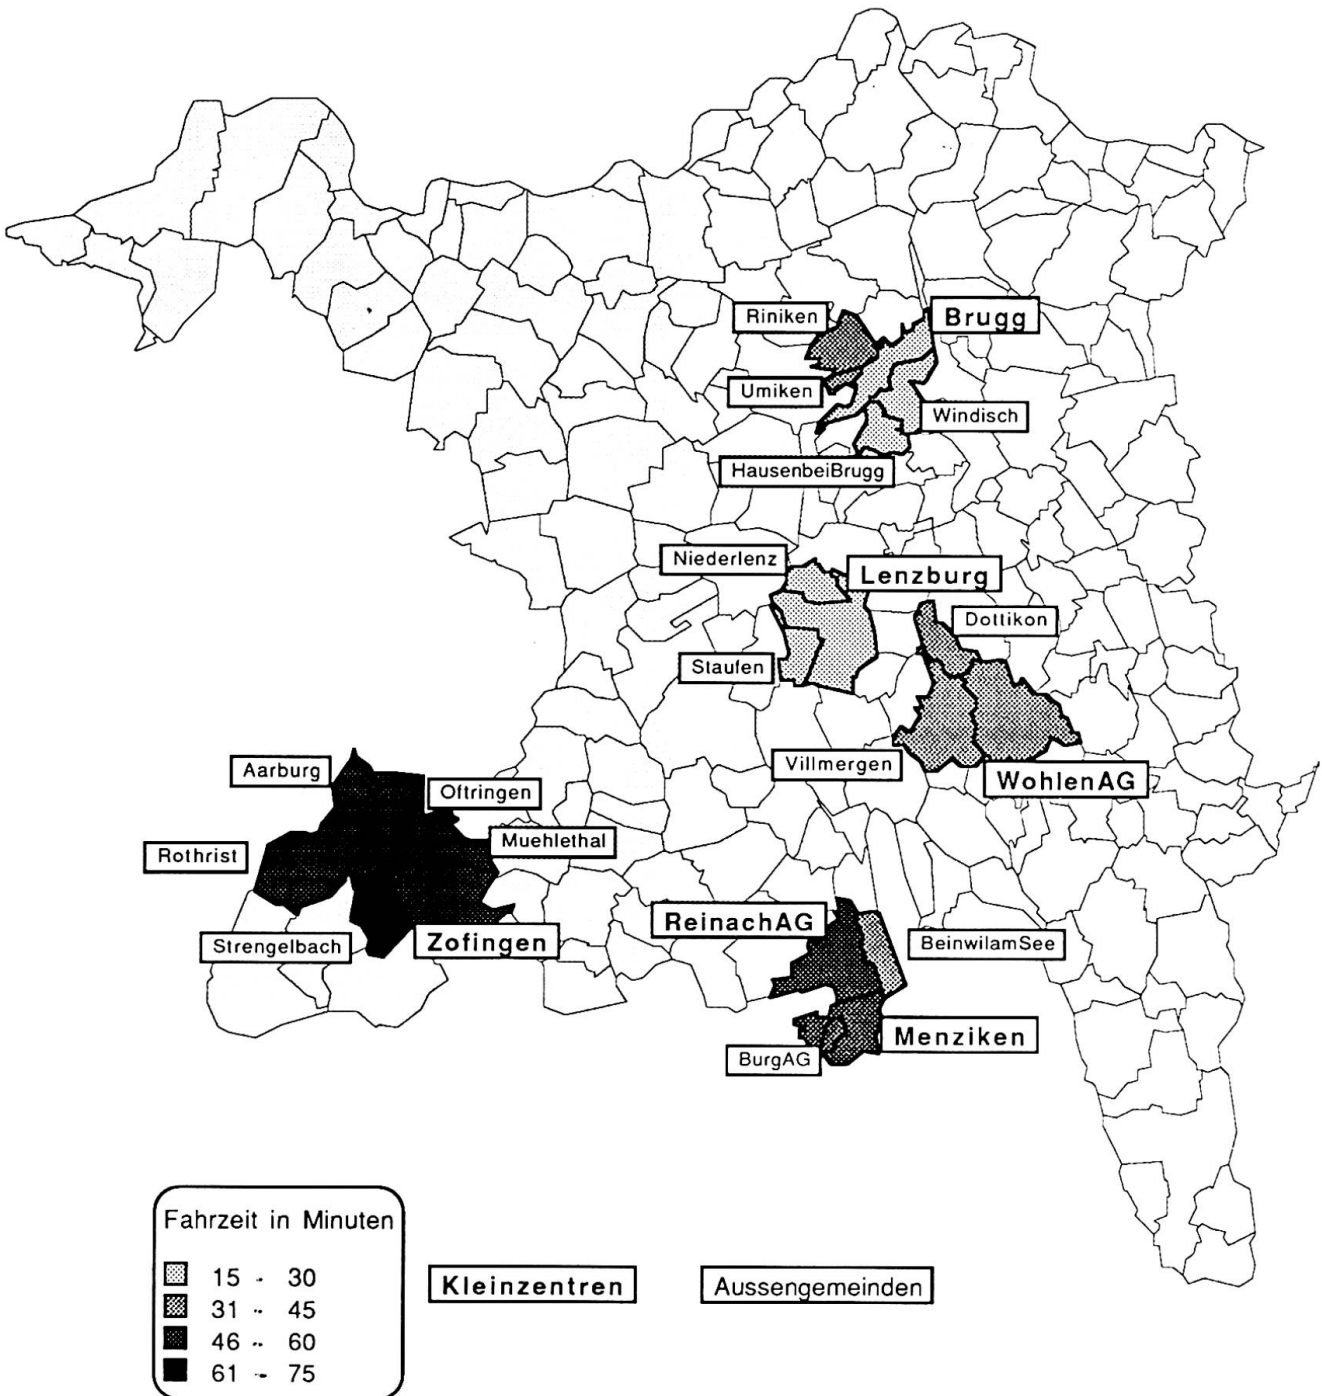 Riniken
Brugg
Umiken
Windisch
HausenbeiBrugg
Niederlenz
Lenzburg
Dottikon
Staufen
Villmergen
WohlenAG
Aarburg
Oftringen
Muehlethal
Rothrist
ReinachAG
Strengelbach
Zofingen
BeinwilamSee
Menziken
BurgAG
Fahrzeit in Minuten
15 - 30
31 - 45
46 - 60
61 - 75
Kleinzentren
Aussengemeinden